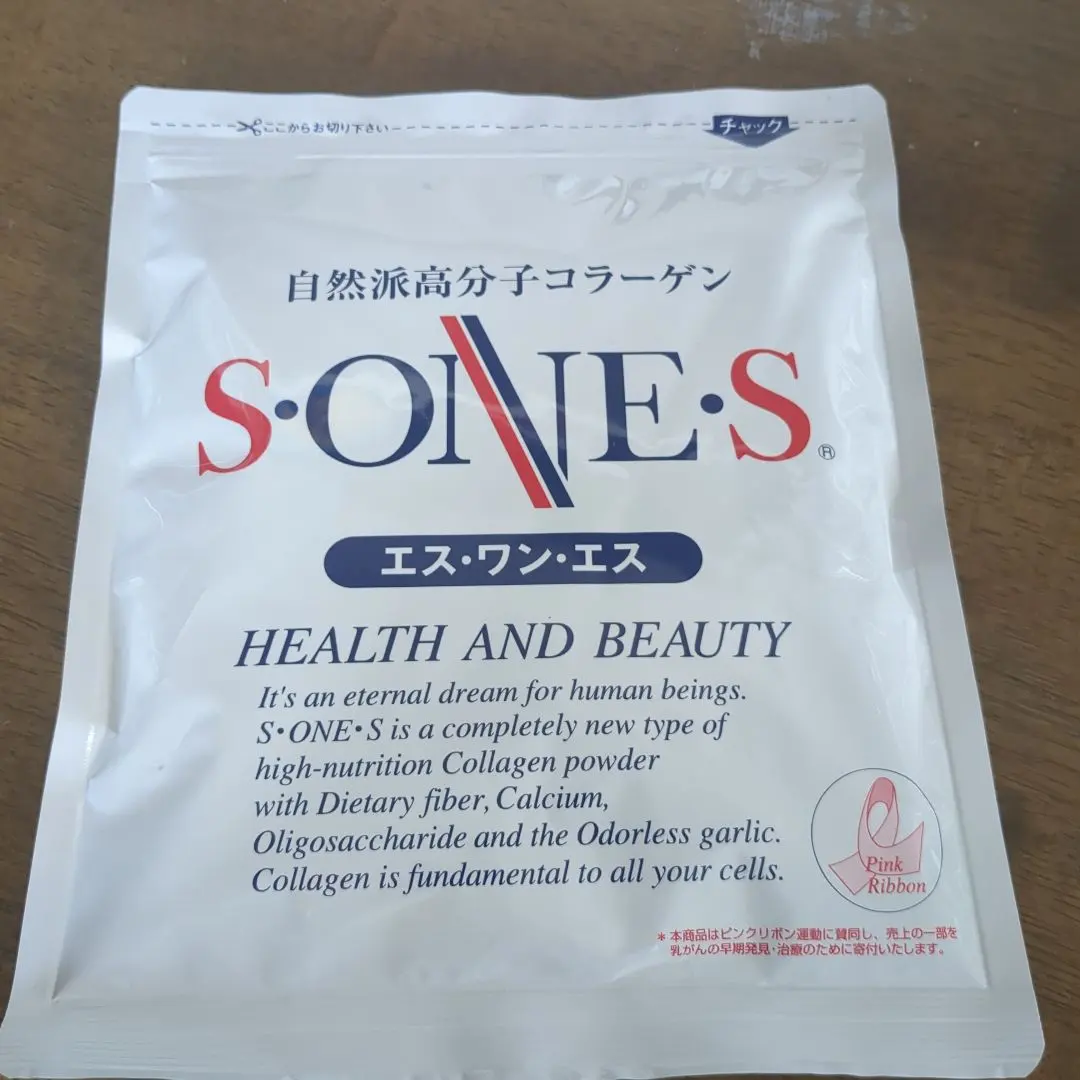 ここからお切り下さい
チャック
自然派高分子コラーゲン
S·ONE·S®
エス·ワン·エス
HEALTH AND BEAUTY
It's an eternal dream for human beings.
S·ONE·S is a completely new type of
high-nutrition Collagen powder
with Dietary fiber, Calcium,
Oligosaccharide and the Odorless garlic.
Collagen is fundamental to all your cells.
Pink
Ribbon
*本商品はピンクリボン運動に賛同し、売上の一部を
乳がんの早期発見·治療のために寄付いたします。